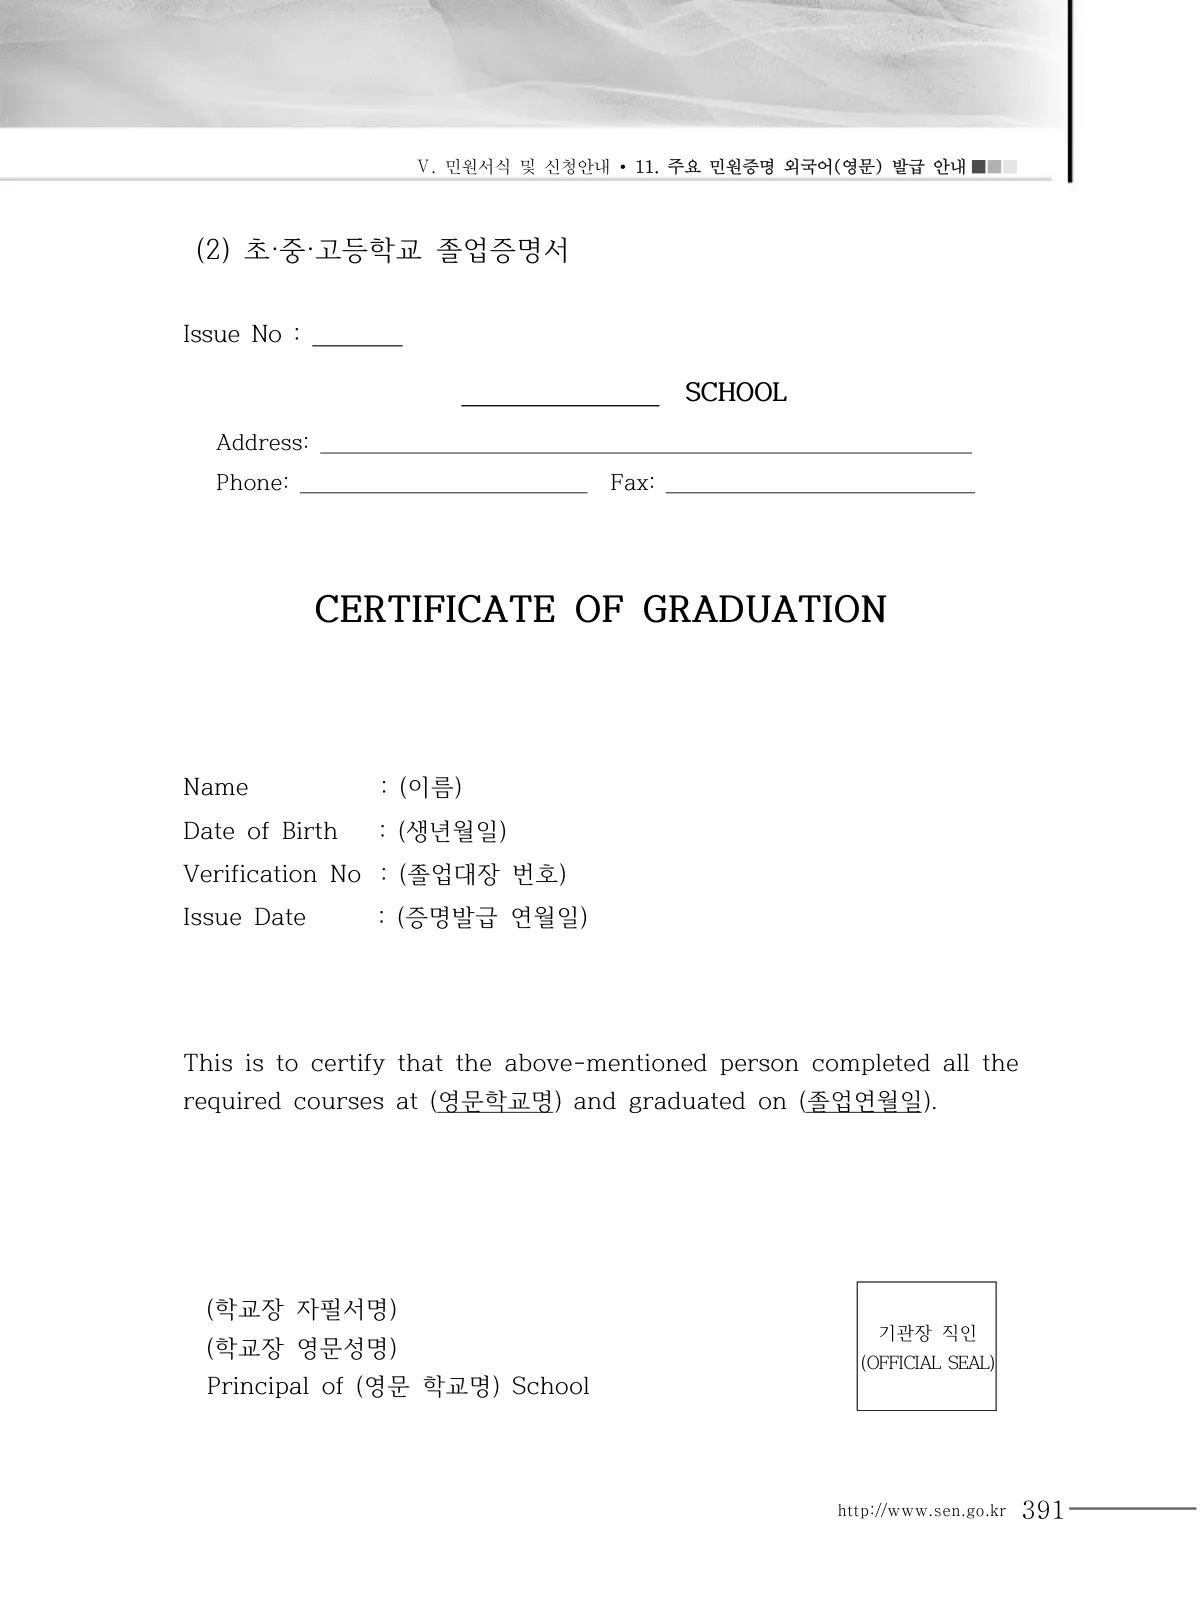 Ⅴ. 민원서식 및 신청안내 • 11. 주요 민원증명 외국어(영문) 발급 안내
(2) 초·중·고등학교 졸업증명서
Issue No : _______
_______________ SCHOOL
Address: ______________________________
Phone: ____________________ Fax: ____________________
CERTIFICATE OF GRADUATION
Name : (이름)
Date of Birth : (생년월일)
Verification No : (졸업대장 번호)
Issue Date : (증명발급 연월일)
This is to certify that the above-mentioned person completed all the
required courses at (영문학교명) and graduated on (졸업연월일).
(학교장 자필서명)
(학교장 영문성명)
Principal of (영문 학교명) School
기관장 직인
(OFFICIAL SEAL)
http://www.sen.go.kr 391